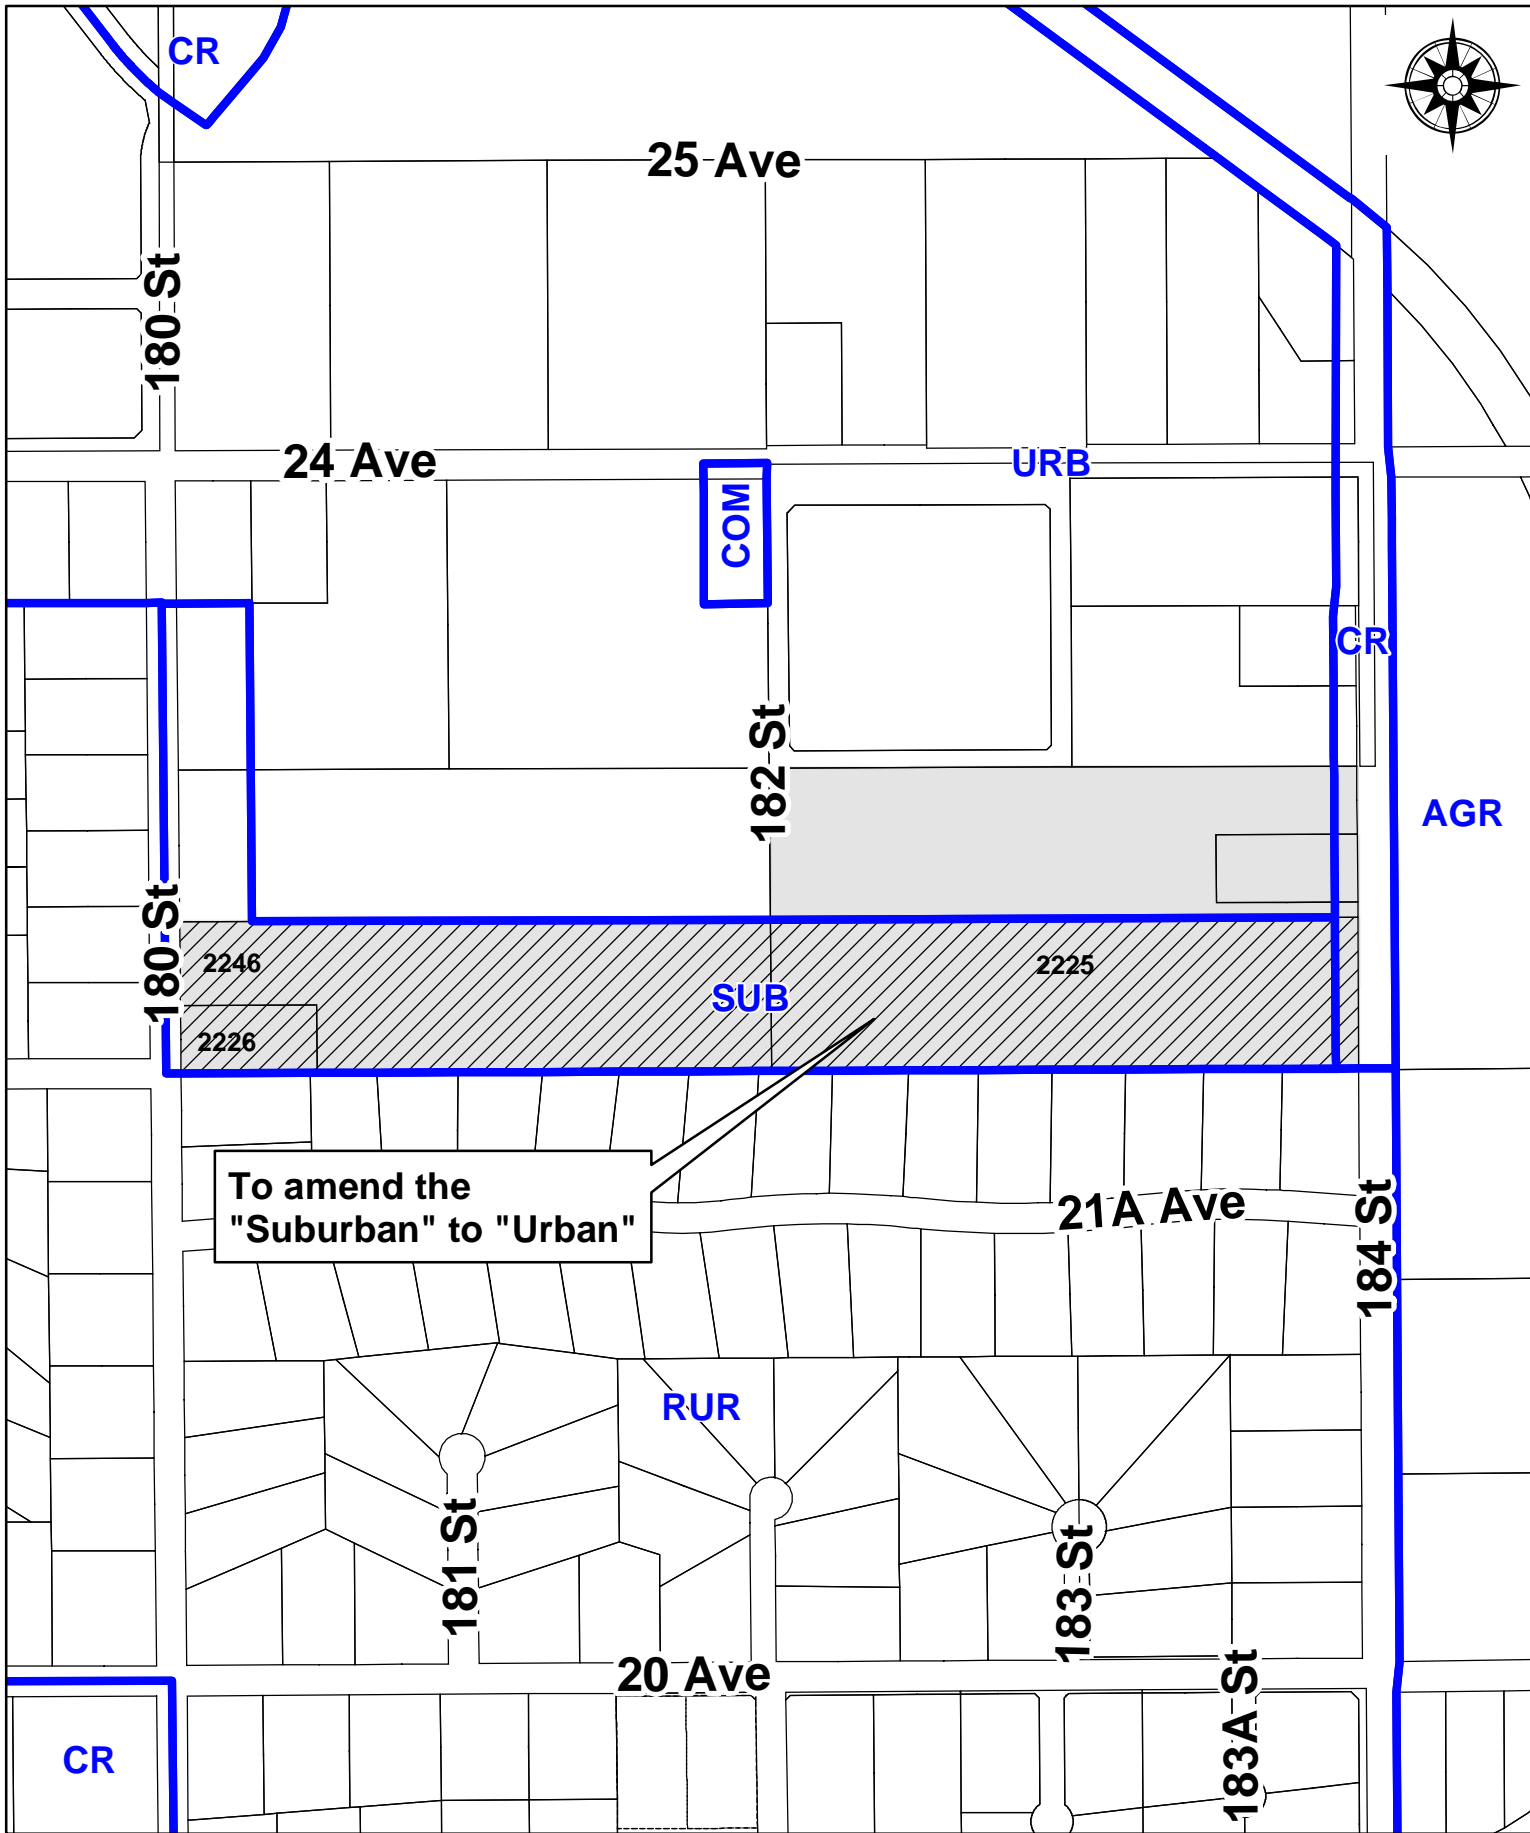 CR
25 Ave
180 St
24 Ave
URB
COM
CR
182 St
AGR
180 St
2246
2225
SUB
2226
To amend the
"Suburban" to "Urban"
21A Ave
184 St
RUR
181 St
183 St
20 Ave
183A St
CR